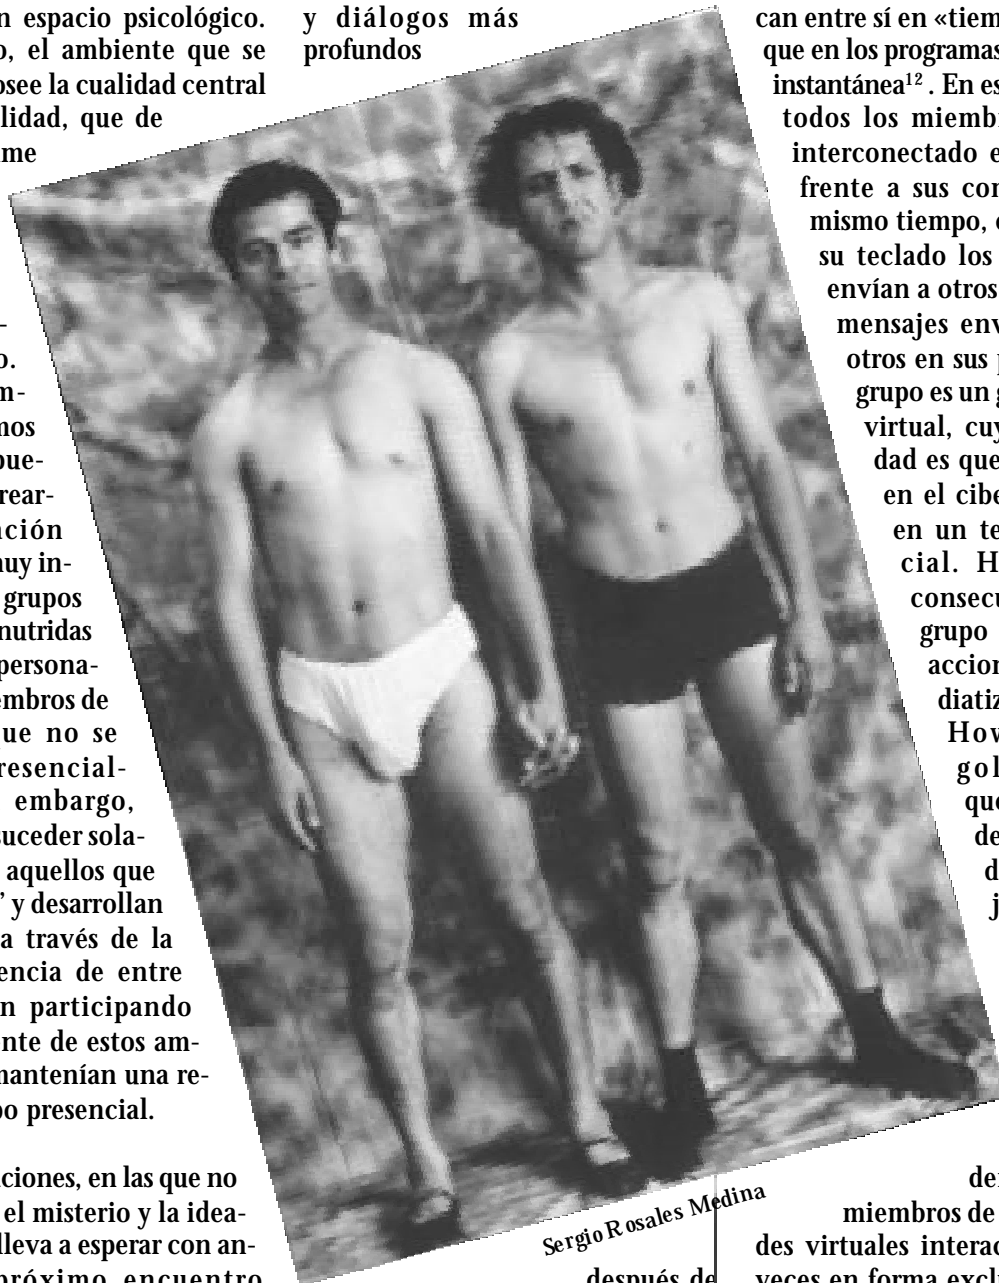 n espacio psicológico.
o, el ambiente que se
osee la cualidad central
lidad, que de
me
-
o.
m-
mos
pue-
rear-
ación
muy in-
grupos
nutridas
persona-
embros de
ue no se
resencial-
embargo,
suceder sola-
aquellos que
” y desarrollan
a través de la
encia de entre
n participando
nte de estos am-
mantenían una re-
po presencial.
ciones, en las que no
el misterio y la idea-
lleva a esperar con an-
próximo encuentro
y diálogos más
profundos
Sergio Rosales Medina
después de
can entre sí en «tiem
que en los programas
instantánea¹². En es
todos los miemb
interconectado e
frente a sus co
mismo tiempo,
su teclado los
envían a otros
mensajes env
otros en sus p
grupo es un g
virtual, cuy
dad es que
en el cibe
en un te
cial. H
consecu
grupo
accion
diatiz
How
gol
que
de
d
j
de
miembros de
des virtuales interac
veces en forma excl